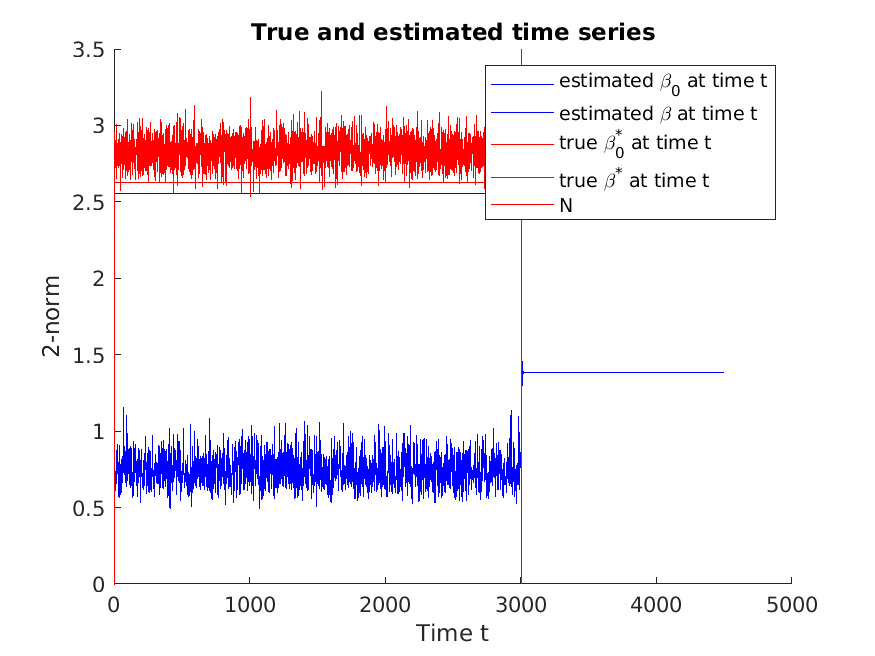 True and estimated time series
3.5
3
2.5
2
1.5
1
0.5
0
2-norm
estimated β₀ at time t
estimated β at time t
true β₀* at time t
true β* at time t
N
0 1000 2000 3000 4000 5000
Time t